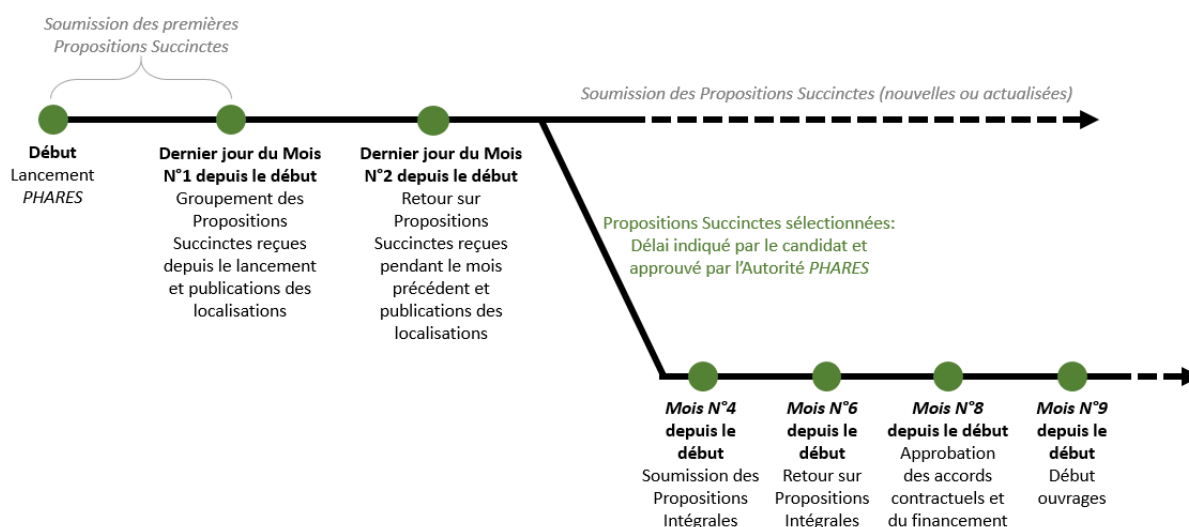 Soumission des premières
Propositions Succinctes
Soumission des Propositions Succinctes (nouvelles ou actualisées)
Début
Lancement
PHARES
Dernier jour du Mois
N°1 depuis le début
Groupement des
Propositions
Succinctes reçues
depuis le lancement
et publications des
localisations
Dernier jour du Mois
N°2 depuis le début
Retour sur
Propositions
Succinctes reçues
pendant le mois
précédent et
publications des
localisations
Propositions Succinctes sélectionnées:
Délai indiqué par le candidat et
approuvé par l'Autorité PHARES
Mois N°4
depuis le
début
Soumission des
Propositions
Intégrales
Mois N°6
depuis le
début
Retour sur
Propositions
Intégrales
Mois N°8
depuis le début
Approbation
des accords
contractuels et
du financement
Mois N°9
depuis le
début
Début
ouvrages